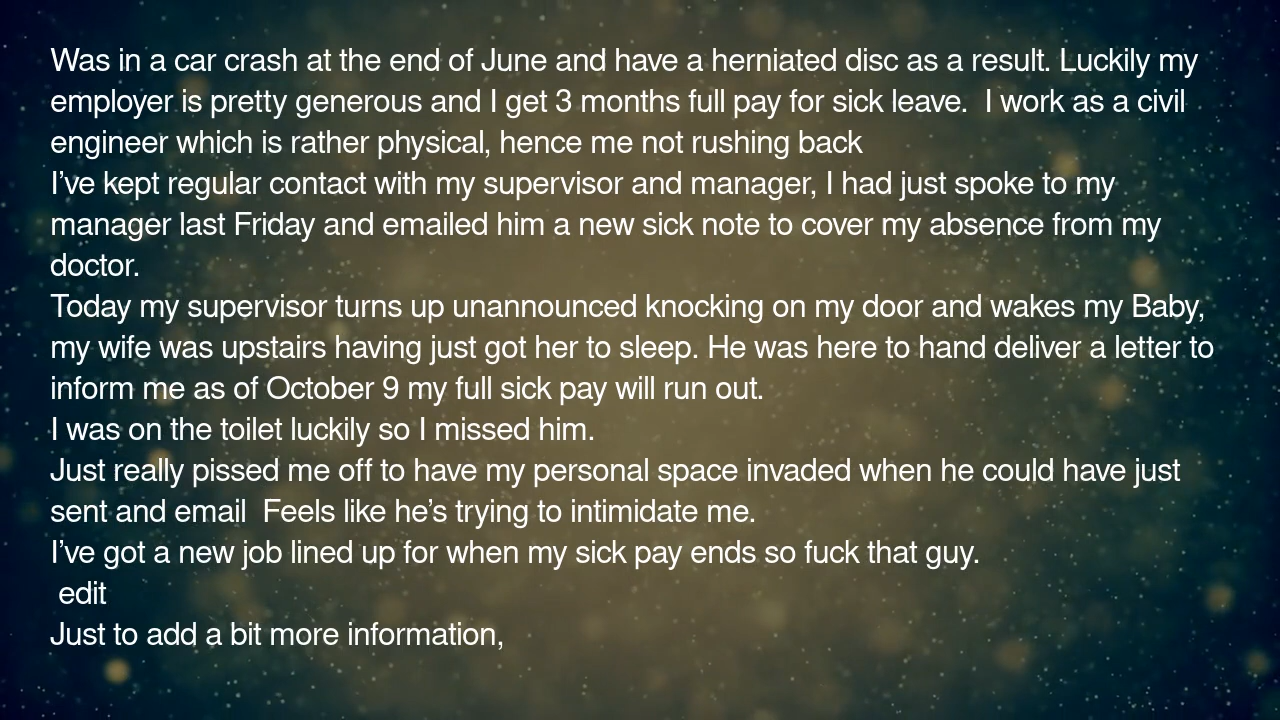 Was in a car crash at the end of June and have a herniated disc as a result. Luckily my
employer is pretty generous and I get 3 months full pay for sick leave.  I work as a civil
engineer which is rather physical, hence me not rushing back
I’ve kept regular contact with my supervisor and manager, I had just spoke to my
manager last Friday and emailed him a new sick note to cover my absence from my
doctor.
Today my supervisor turns up unannounced knocking on my door and wakes my Baby,
my wife was upstairs having just got her to sleep. He was here to hand deliver a letter to
inform me as of October 9 my full sick pay will run out.
I was on the toilet luckily so I missed him.
Just really pissed me off to have my personal space invaded when he could have just
sent and email  Feels like he’s trying to intimidate me.
I’ve got a new job lined up for when my sick pay ends so fuck that guy.
edit
Just to add a bit more information,